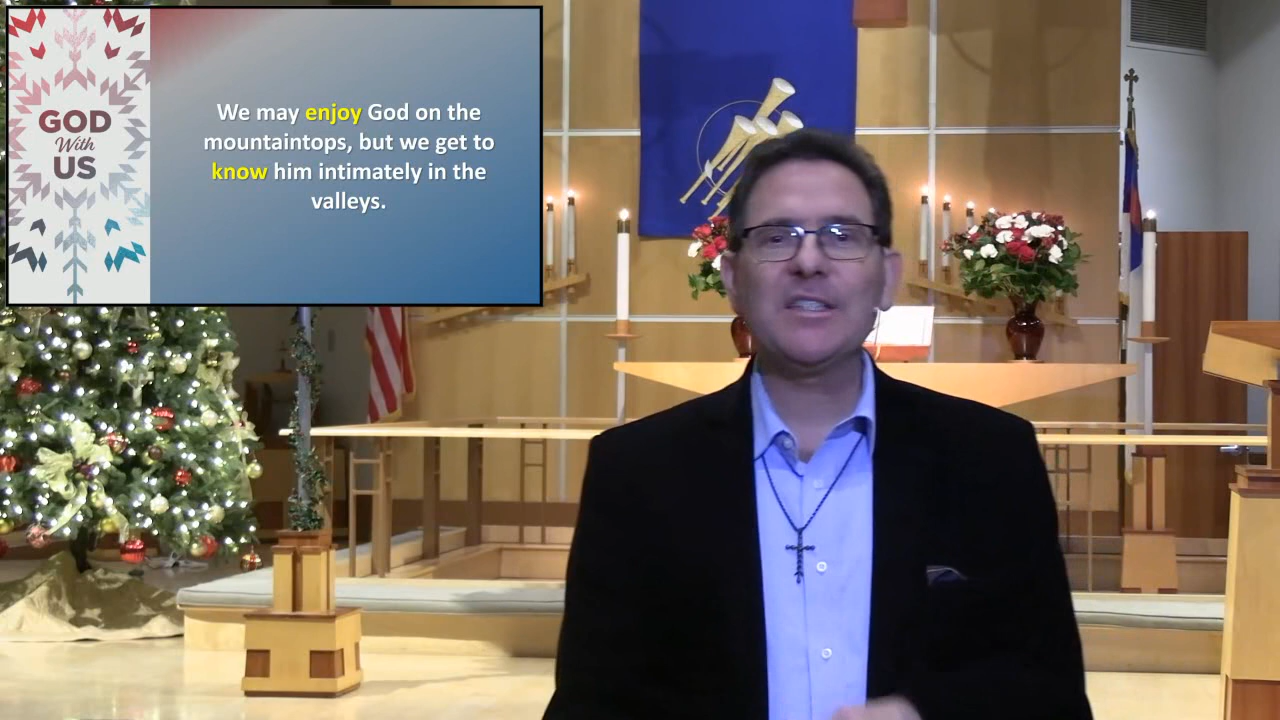 GOD
With
US
We may enjoy God on the
mountaintops, but we get to
know him intimately in the
valleys.